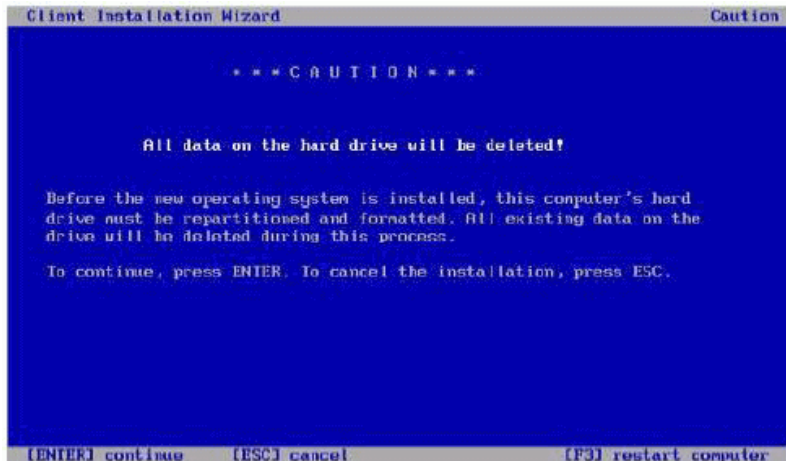 Client Installation Wizard Caution
* * * C A U T I O N * * *
All data on the hard drive will be deleted!
Before the new operating system is installed, this computer's hard
drive must be repartitioned and formatted. All existing data on the
drive will be deleted during this process.
To continue, press ENTER. To cancel the installation, press ESC.
[ENTER] continue [ESC] cancel [F3] restart computer